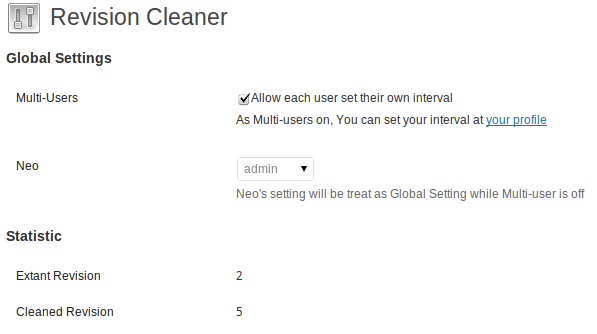 Revision Cleaner
Global Settings
Multi-Users
Allow each user set their own interval
As Multi-users on, You can set your interval at your profile
Neo
admin
Neo's setting will be treat as Global Setting while Multi-user is off
Statistic
Extant Revision 2
Cleaned Revision 5